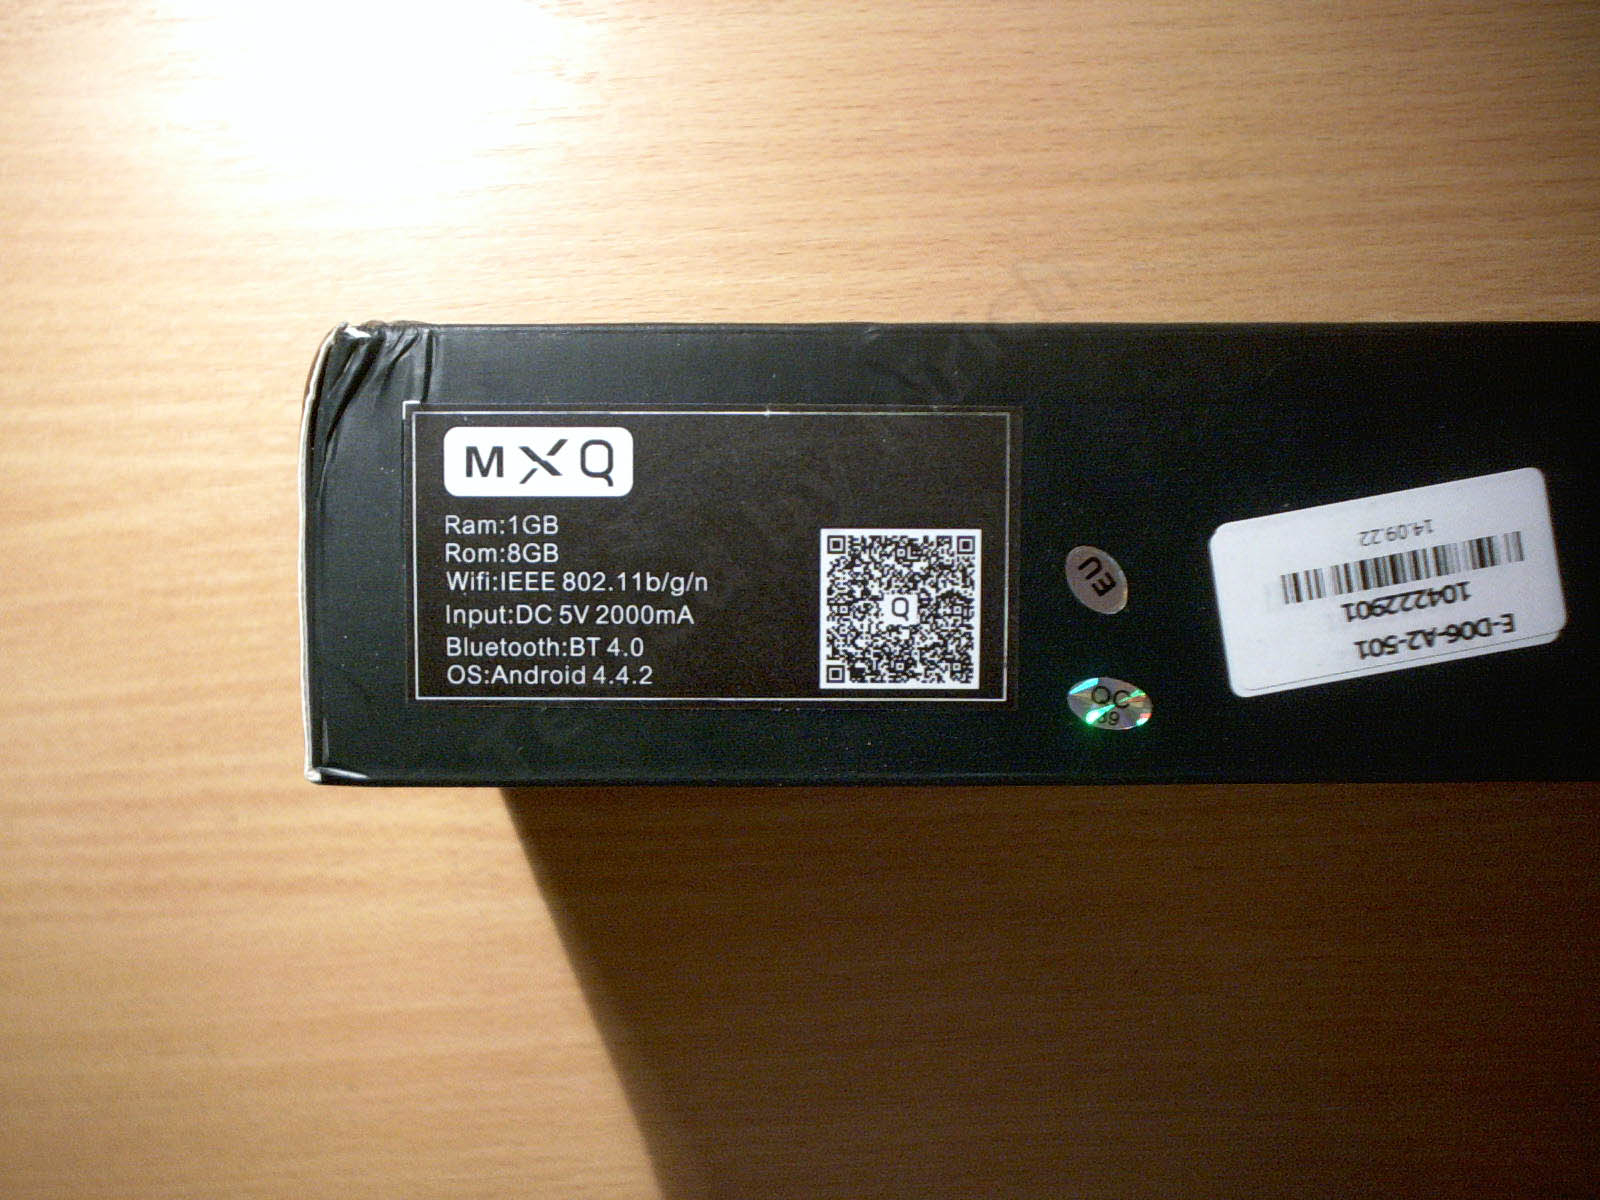 MXQ
Ram:1GB
Rom:8GB
Wifi:IEEE 802.11b/g/n
Input:DC 5V 2000mA
Bluetooth:BT 4.0
OS:Android 4.4.2
Q
EU
QC
E-D06-A2-501
104222901
14.09.22